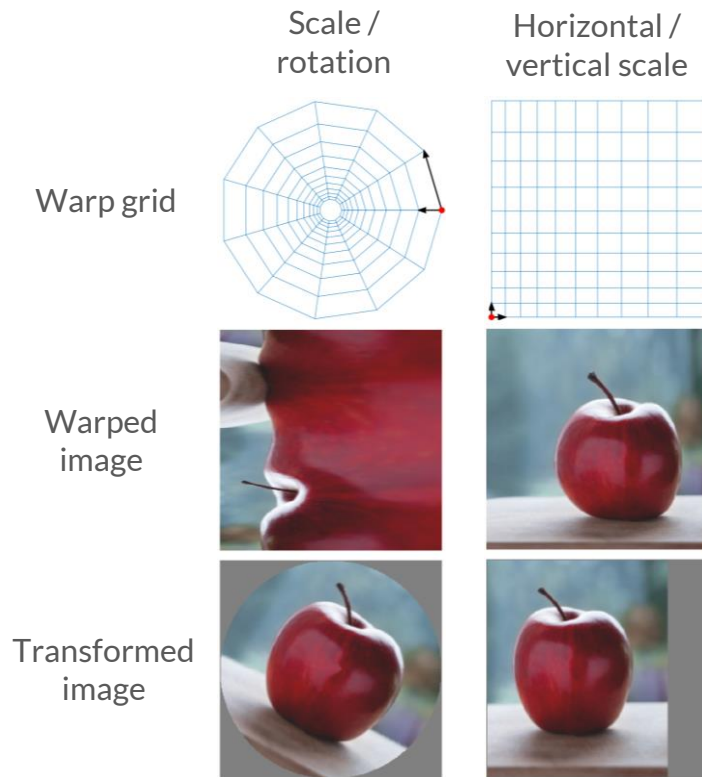 Scale /
rotation
Horizontal /
vertical scale
Warp grid
Warped
image
Transformed
image